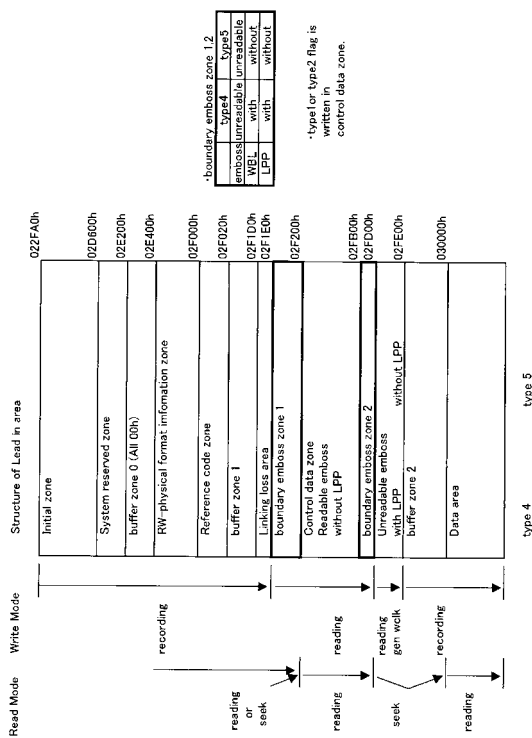 Read Mode
Write Mode
Structure of Lead in area
022FA0h
Initial zone
02D600h
System reserved zone
02E200h
buffer zone 0 (All 00h)
02E400h
RW-physical format imfomation zone
02F000h
Reference code zone
02F020h
buffer zone 1
02F1D0h
Linking loss area
02F1E0h
boundary emboss zone 1
02F200h
Control data zone
Readable emboss
without LPP
02FB00h
boundary emboss zone 2
02FD00h
Unreadable emboss
with LPP without LPP
02FE00h
buffer zone 2
030000h
Data area
type 4 type 5
recording
reading
reading
gen wclk
recording
reading
or
seek
reading
seek
reading
・boundary emboss zone 1,2
type4 type5
emboss unreadable unreadable
WBL with without
LPP with without
・type1or type2 flag is
written in
control data zone.